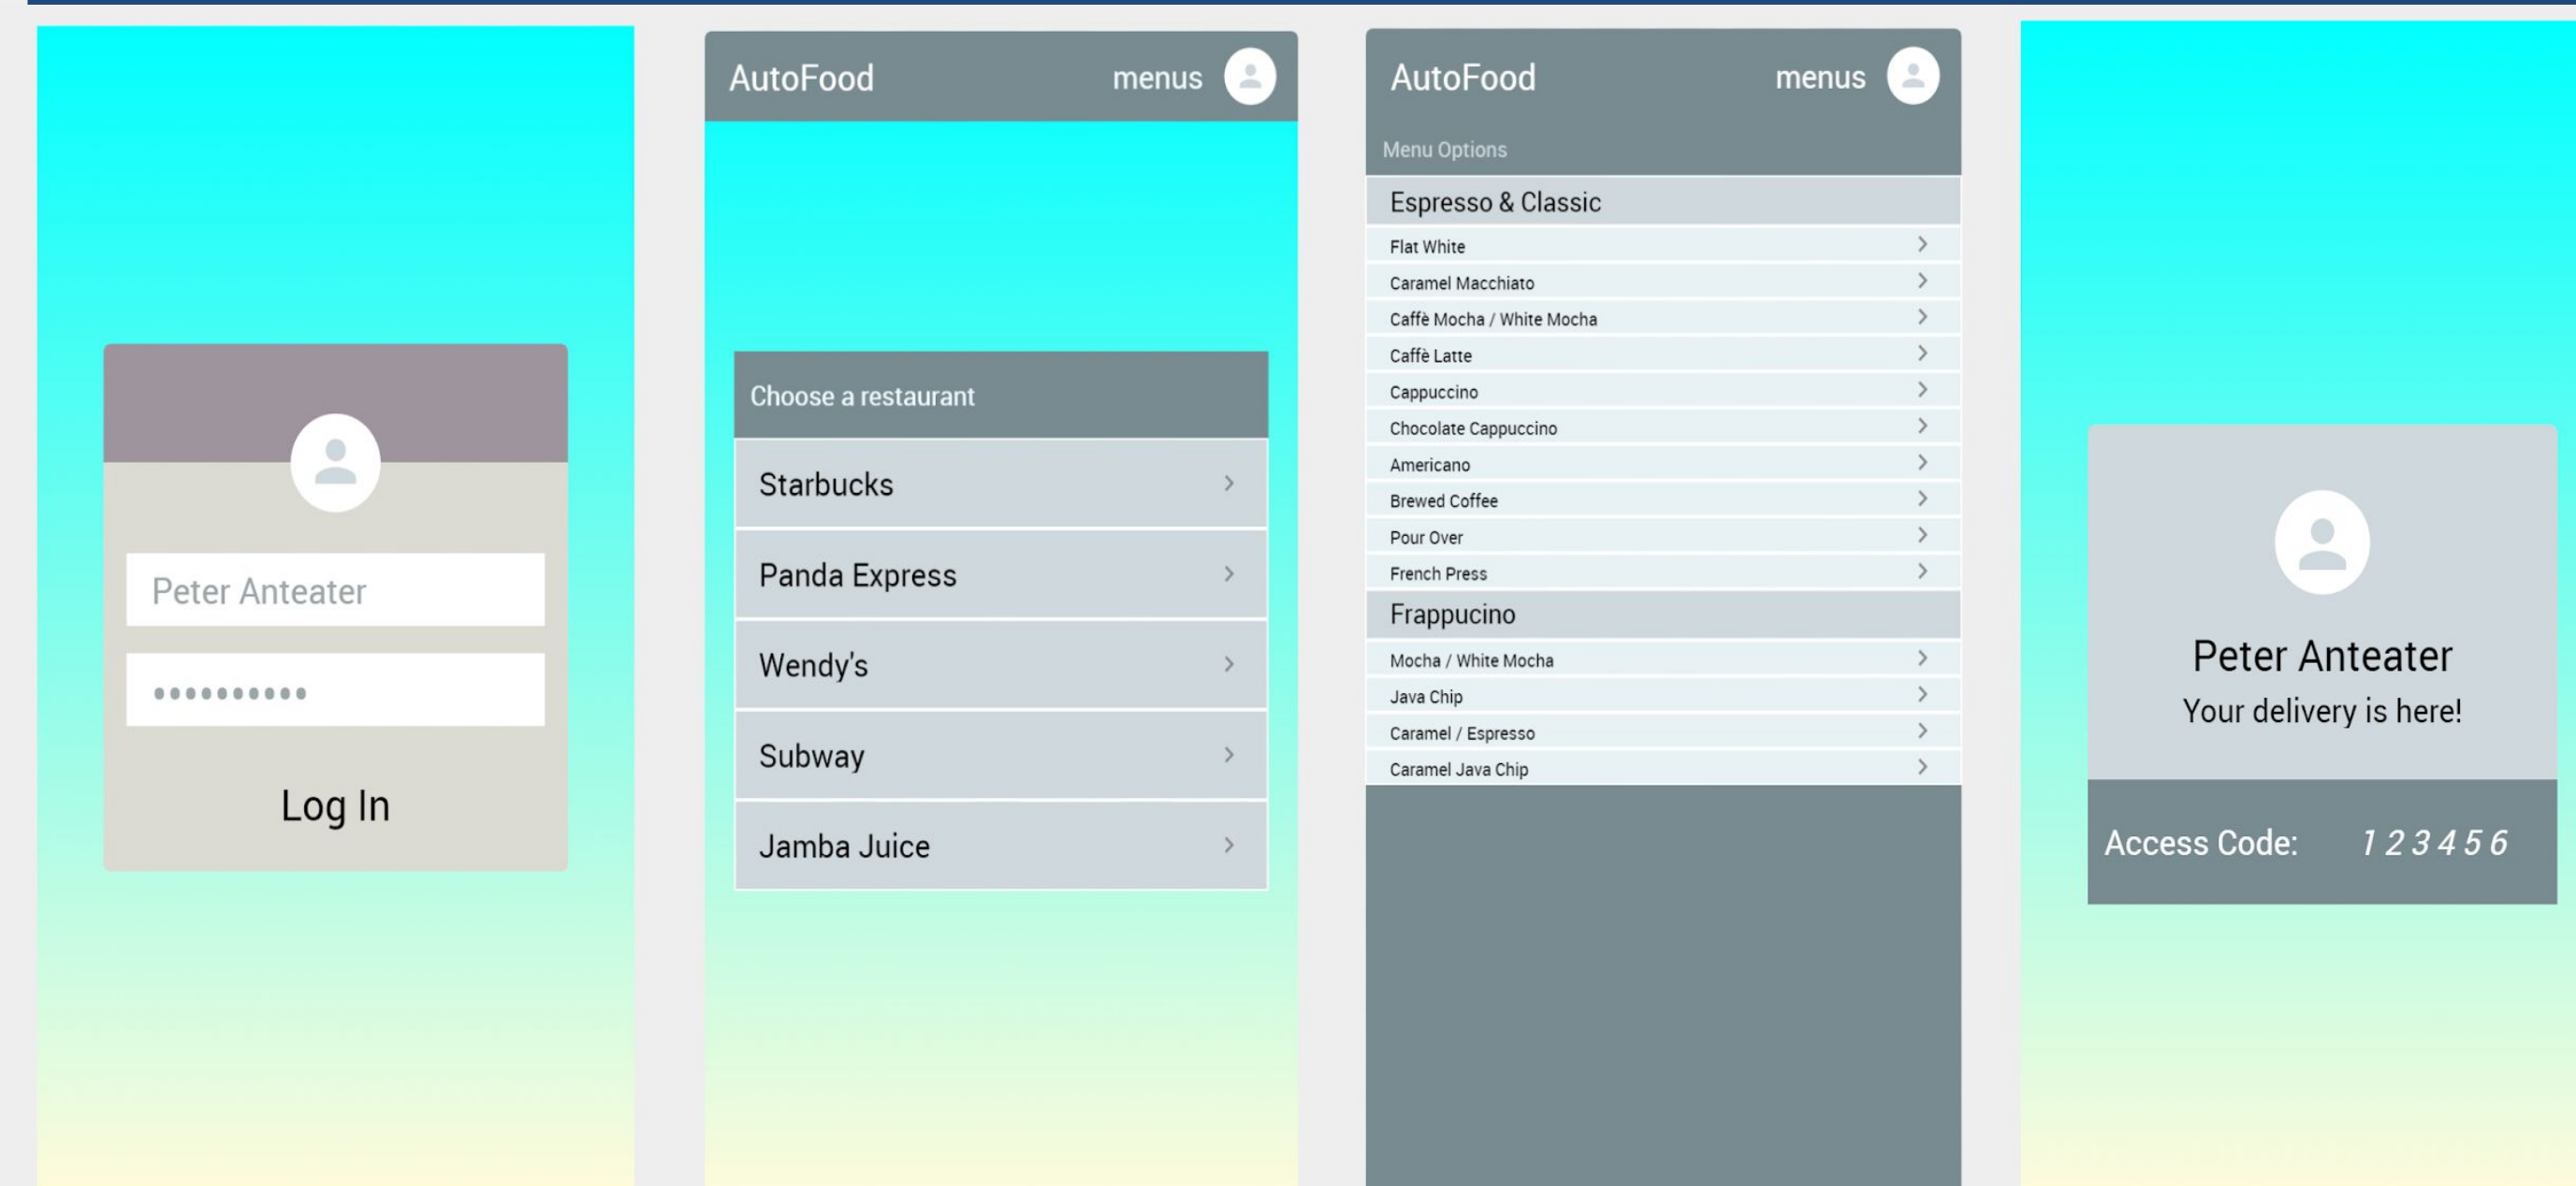 Peter Anteater
••••••••••
Log In
AutoFood menus
Choose a restaurant
Starbucks
Panda Express
Wendy's
Subway
Jamba Juice
AutoFood menus
Menu Options
Espresso & Classic
Flat White
Caramel Macchiato
Caffè Mocha / White Mocha
Caffè Latte
Cappuccino
Chocolate Cappuccino
Americano
Brewed Coffee
Pour Over
French Press
Frappucino
Mocha / White Mocha
Java Chip
Caramel / Espresso
Caramel Java Chip
Peter Anteater
Your delivery is here!
Access Code: 1 2 3 4 5 6